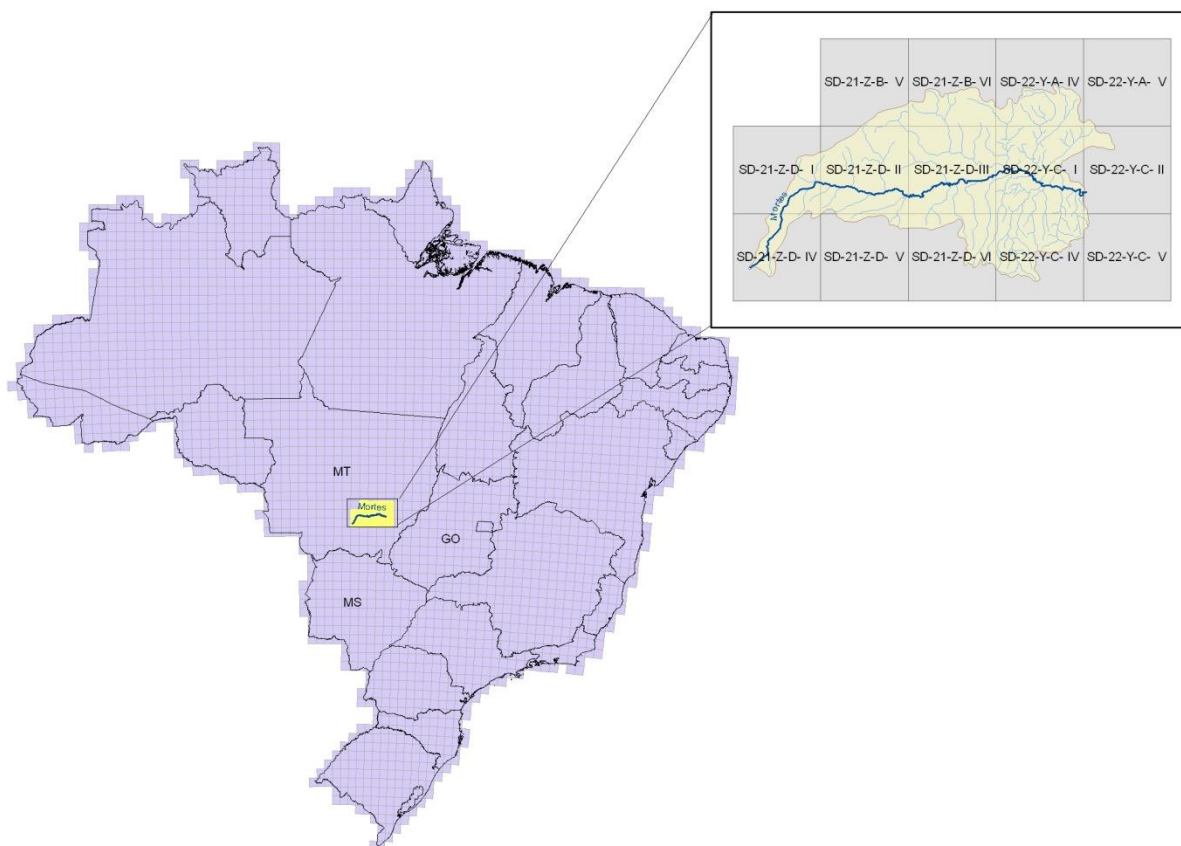 SD-21-Z-B- V SD-21-Z-B- VI SD-22-Y-A- IV SD-22-Y-A- V
SD-21-Z-D- I SD-21-Z-D- II SD-21-Z-D-III SD-22-Y-C- I SD-22-Y-C- II
Mortes
SD-21-Z-D- IV SD-21-Z-D- V SD-21-Z-D- VI SD-22-Y-C- IV SD-22-Y-C- V
MT
Mortes
GO
MS